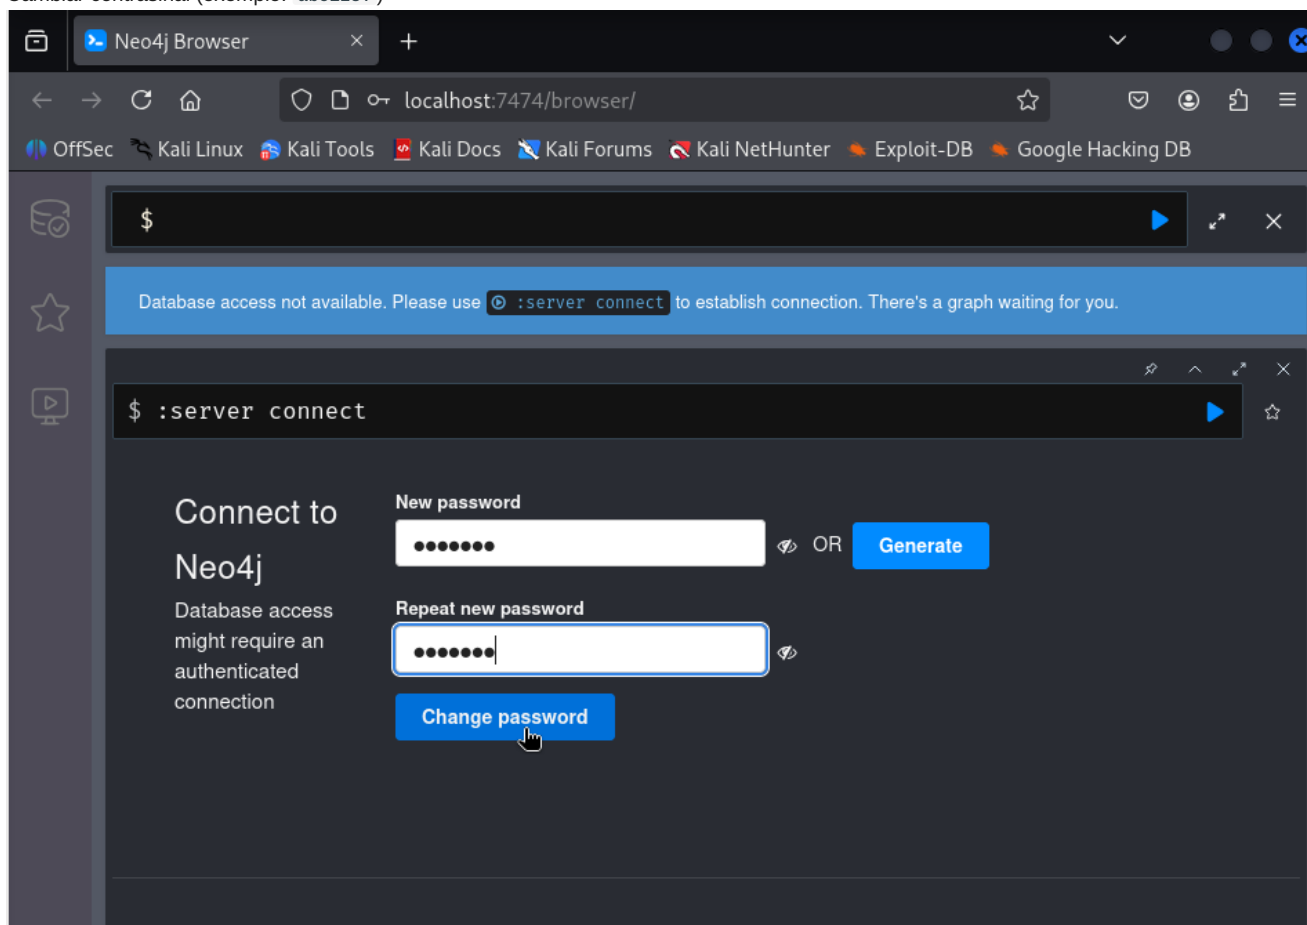 Neo4j Browser
localhost:7474/browser/
OffSec Kali Linux Kali Tools Kali Docs Kali Forums Kali NetHunter Exploit-DB Google Hacking DB
$
Database access not available. Please use :server connect to establish connection. There's a graph waiting for you.
$ :server connect
Connect to
Neo4j
Database access
might require an
authenticated
connection
New password
•••••••
OR Generate
Repeat new password
•••••••
Change password